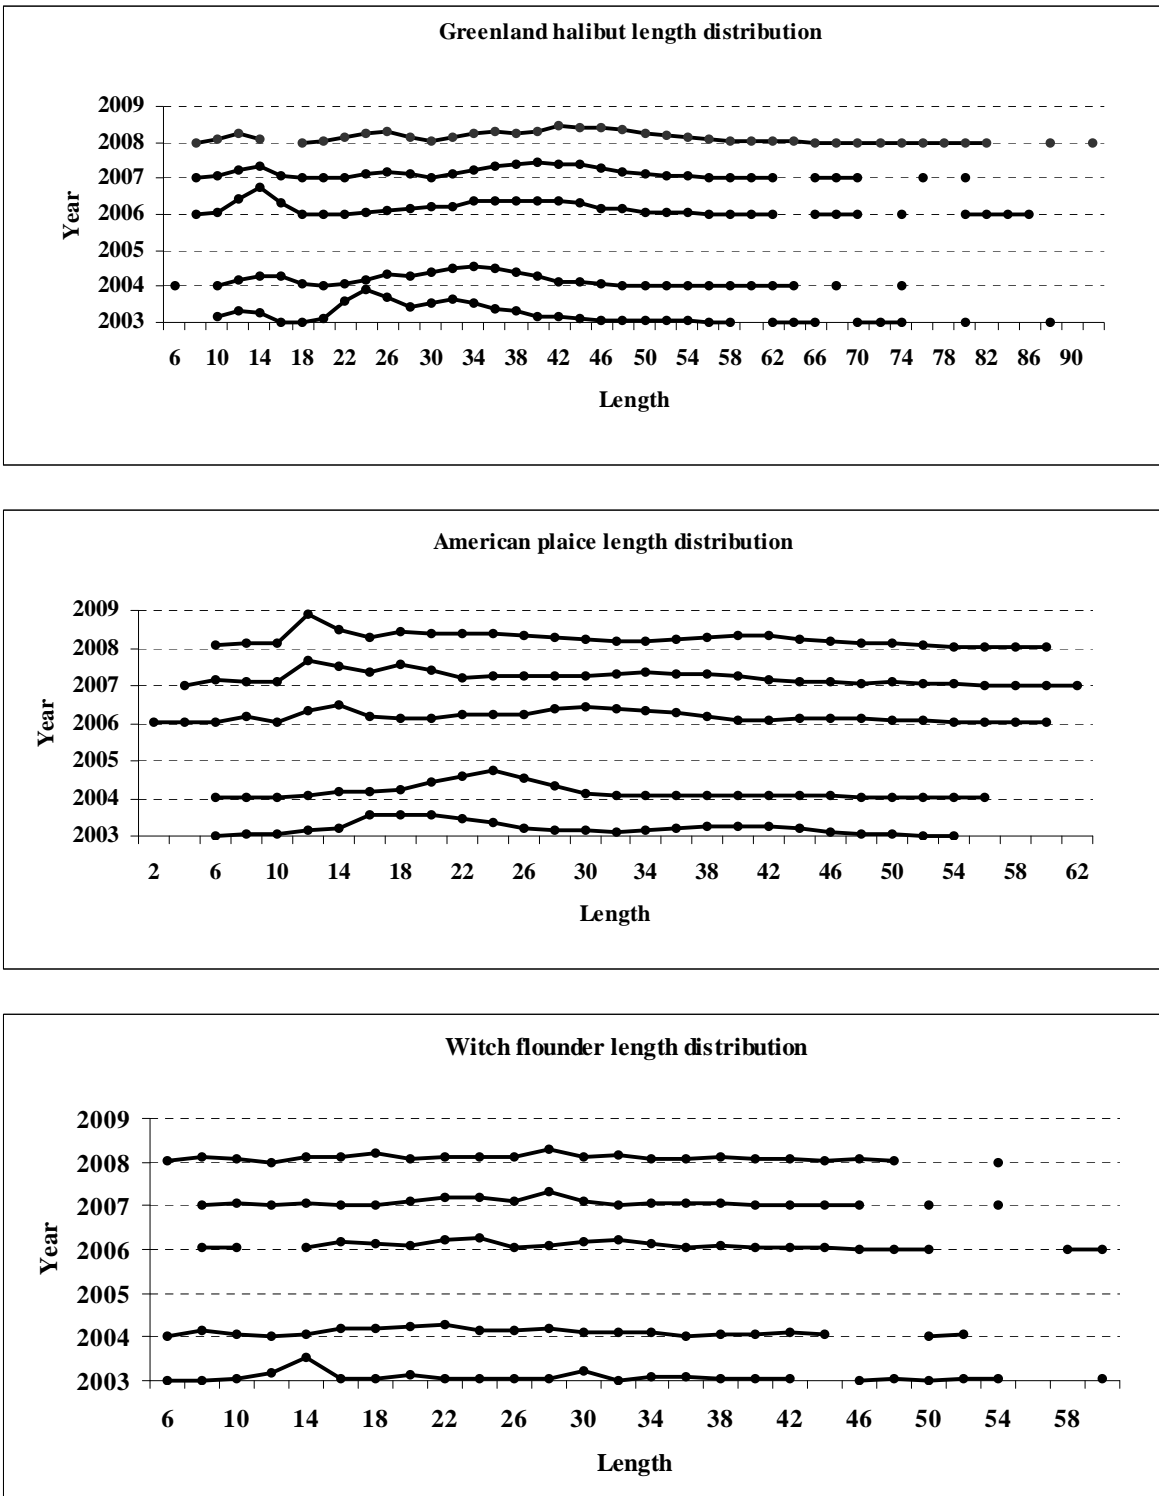 Greenland halibut length distribution
2009
2008
2007
2006
2005
2004
2003
Year
6 10 14 18 22 26 30 34 38 42 46 50 54 58 62 66 70 74 78 82 86 90
Length
American plaice length distribution
2009
2008
2007
2006
2005
2004
2003
Year
2 6 10 14 18 22 26 30 34 38 42 46 50 54 58 62
Length
Witch flounder length distribution
2009
2008
2007
2006
2005
2004
2003
Year
6 10 14 18 22 26 30 34 38 42 46 50 54 58
Length